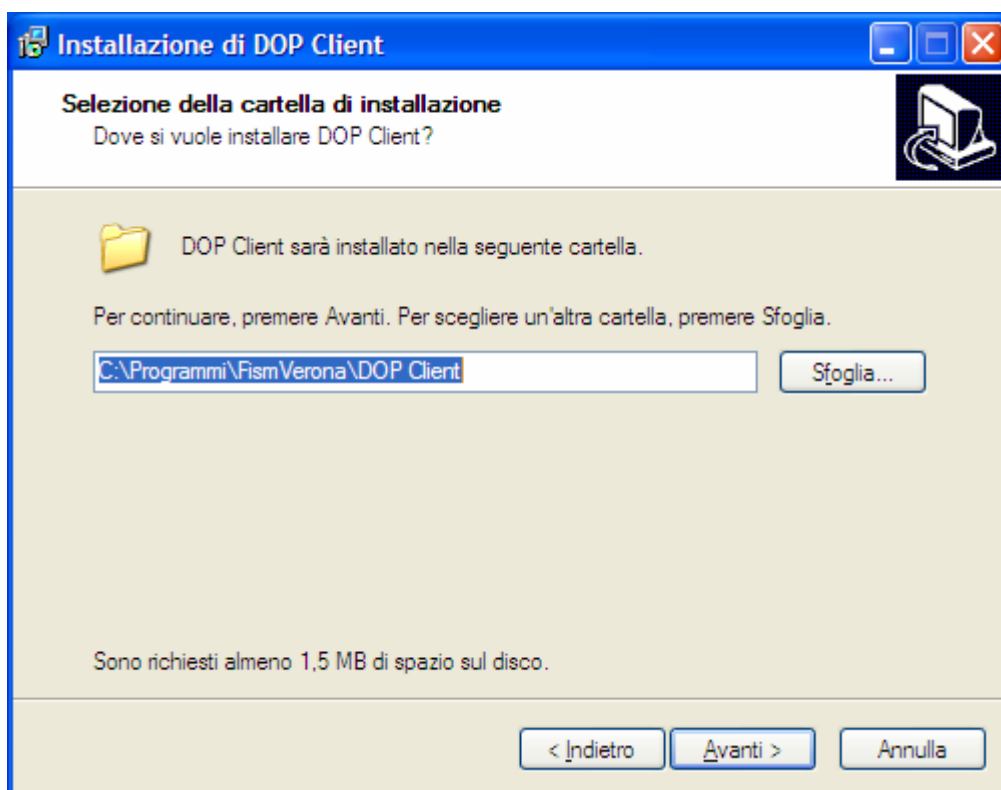 Installazione di DOP Client
Selezione della cartella di installazione
Dove si vuole installare DOP Client?
DOP Client sarà installato nella seguente cartella.
Per continuare, premere Avanti. Per scegliere un'altra cartella, premere Sfoglia.
C:\Programmi\FismVerona\DOP Client
Sfoglia...
Sono richiesti almeno 1,5 MB di spazio sul disco.
< Indietro
Avanti >
Annulla